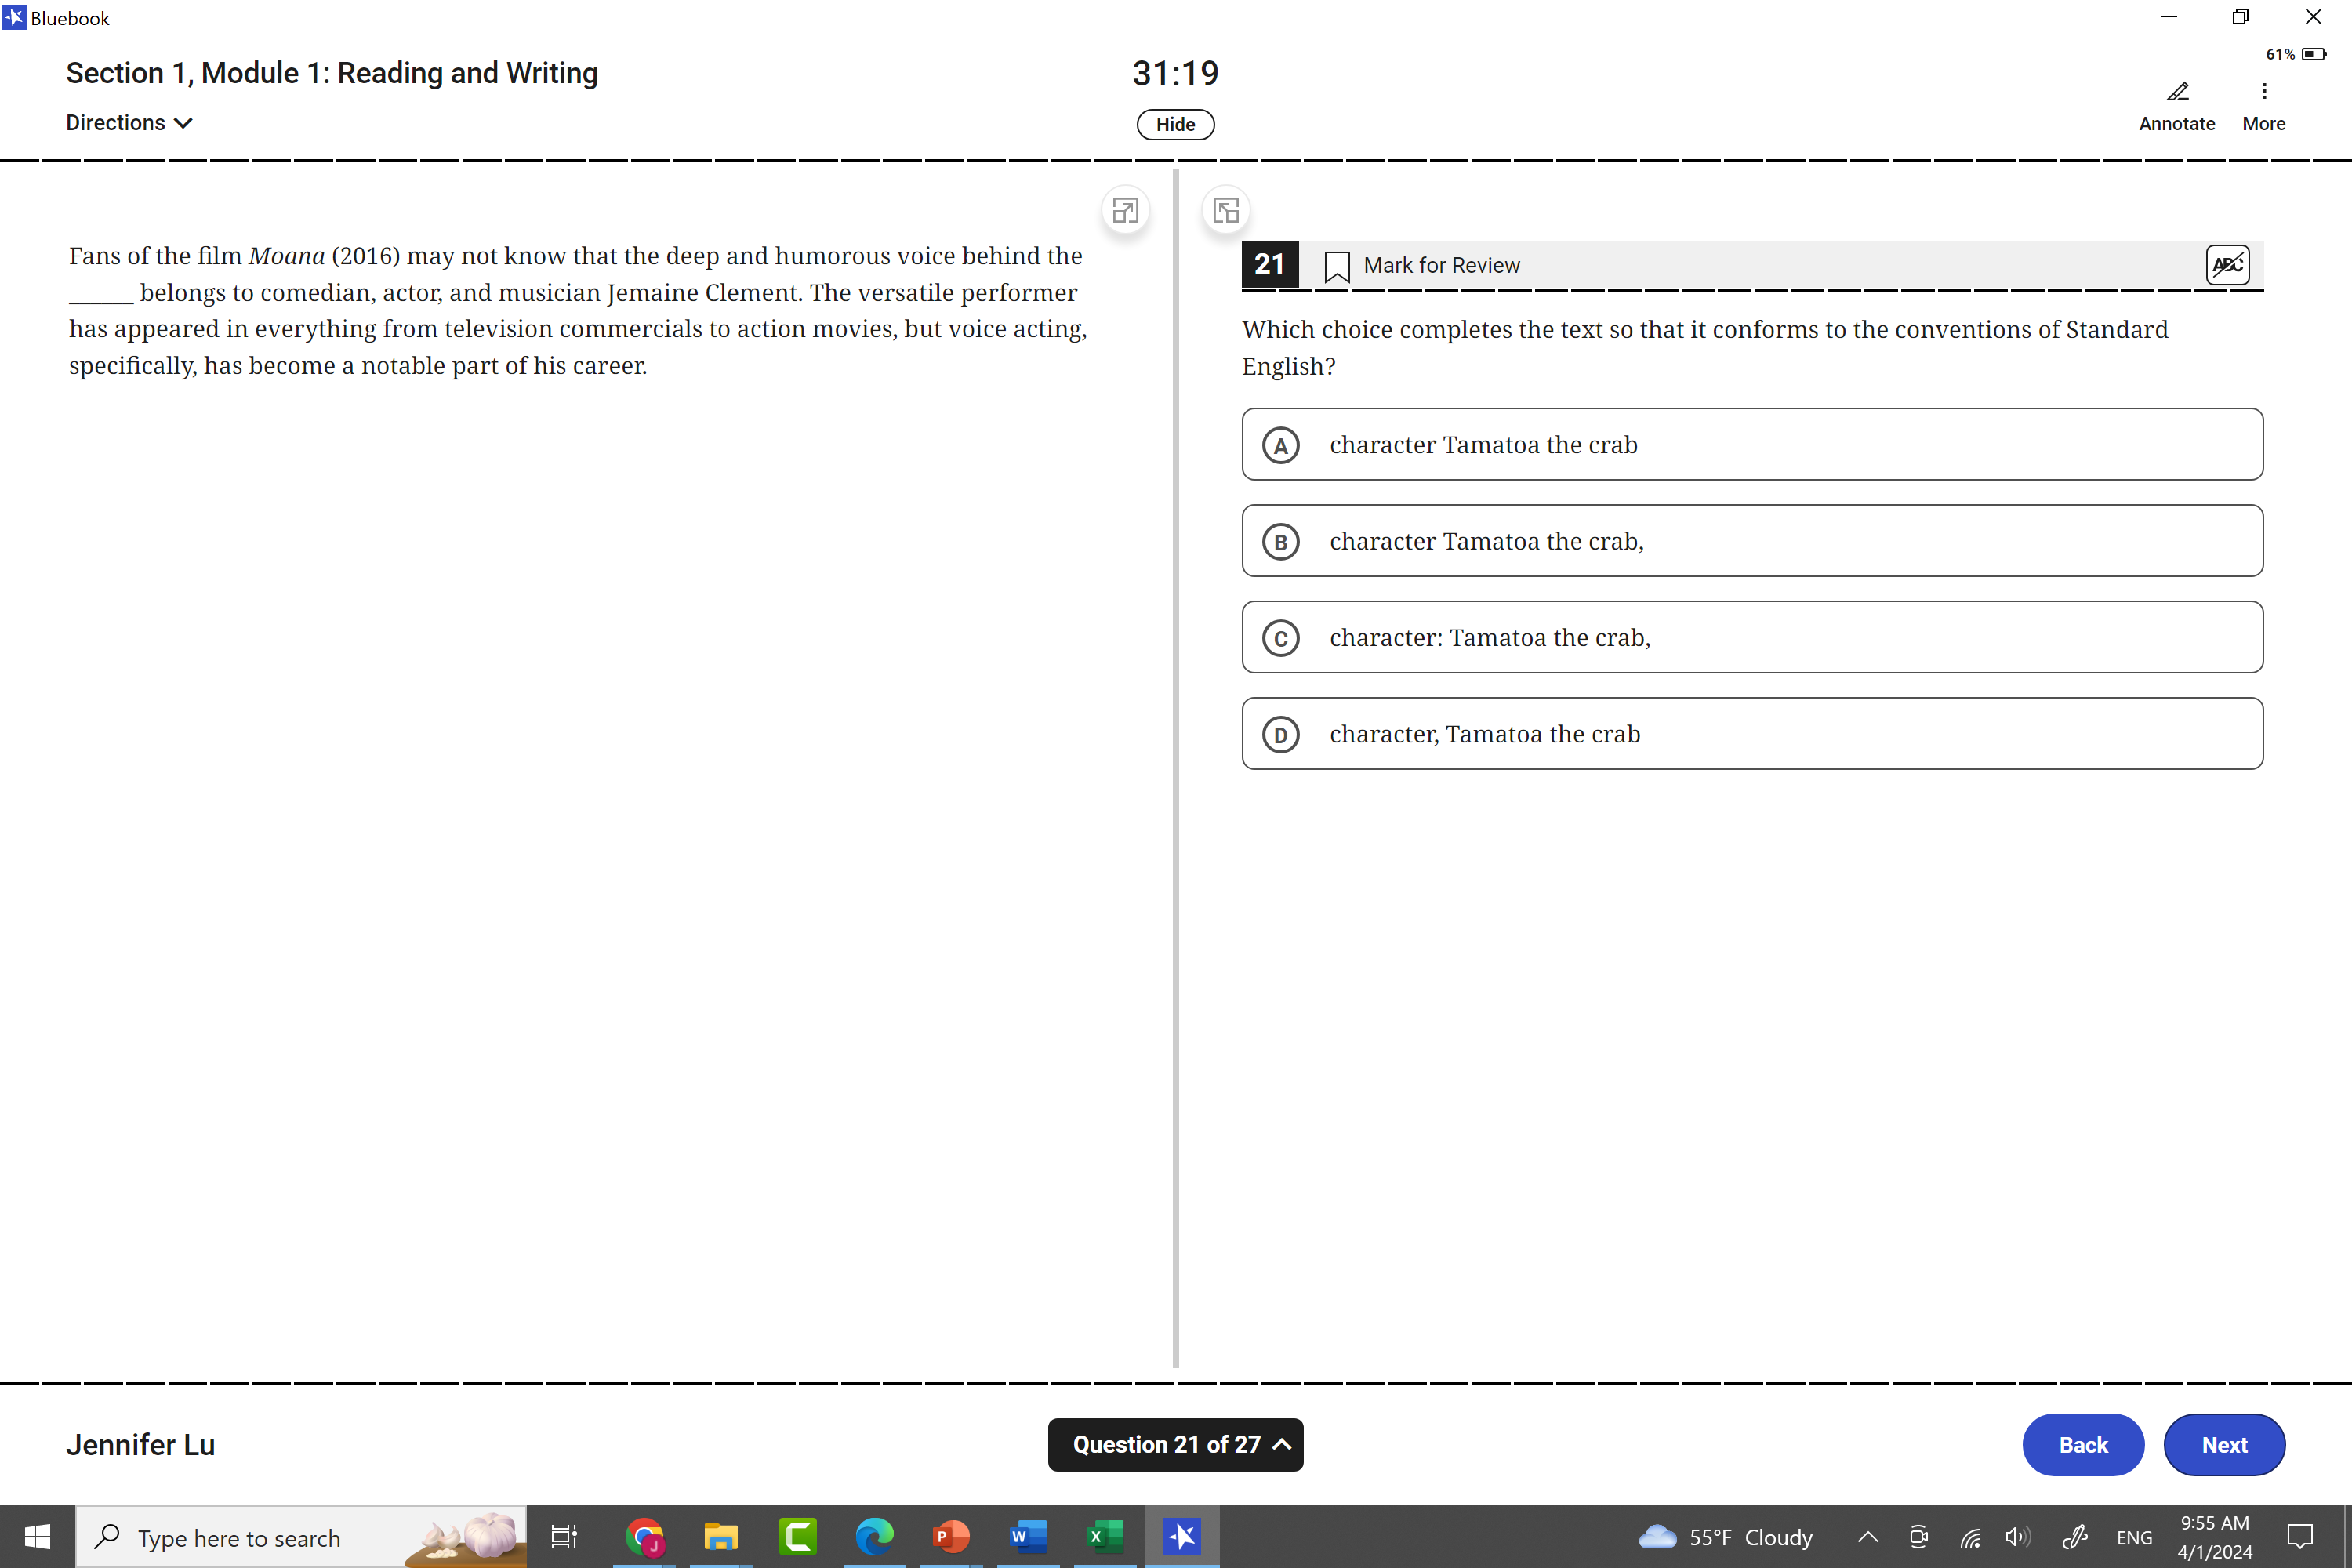 Bluebook
61%
Section 1, Module 1: Reading and Writing
31:19
Directions
Hide
Annotate
More
Fans of the film Moana (2016) may not know that the deep and humorous voice behind the
______ belongs to comedian, actor, and musician Jemaine Clement. The versatile performer
has appeared in everything from television commercials to action movies, but voice acting,
specifically, has become a notable part of his career.
21
Mark for Review
ABC
Which choice completes the text so that it conforms to the conventions of Standard
English?
A character Tamatoa the crab
B character Tamatoa the crab,
C character: Tamatoa the crab,
D character, Tamatoa the crab
Jennifer Lu
Question 21 of 27
Back
Next
Type here to search
J
P
W
X
55°F Cloudy
ENG
9:55 AM
4/1/2024